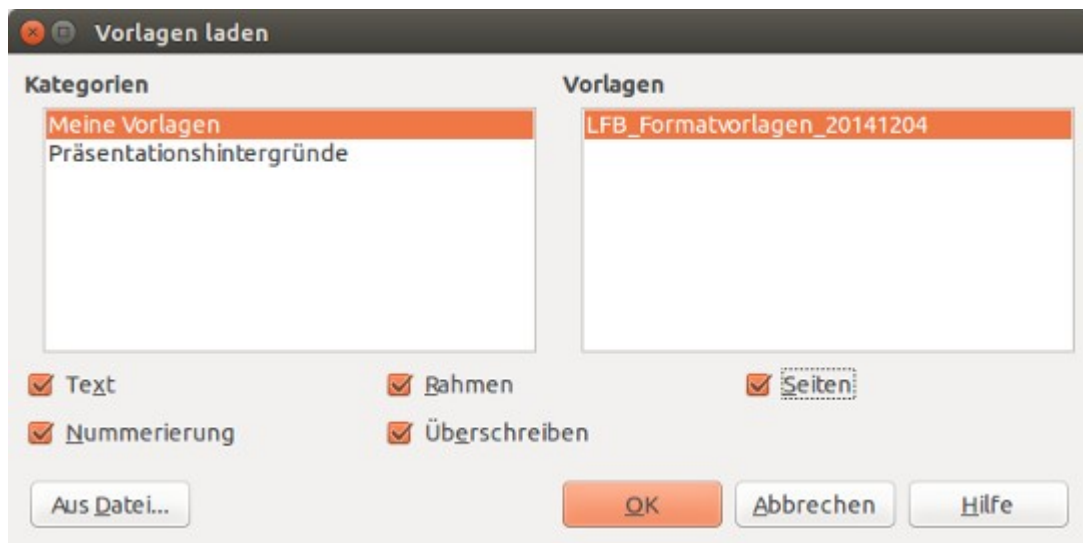 Vorlagen laden
Kategorien
Vorlagen
Meine Vorlagen
LFB_Formatvorlagen_20141204
Präsentationshintergründe
Text
Rahmen
Seiten
Nummerierung
Überschreiben
Aus Datei...
OK
Abbrechen
Hilfe